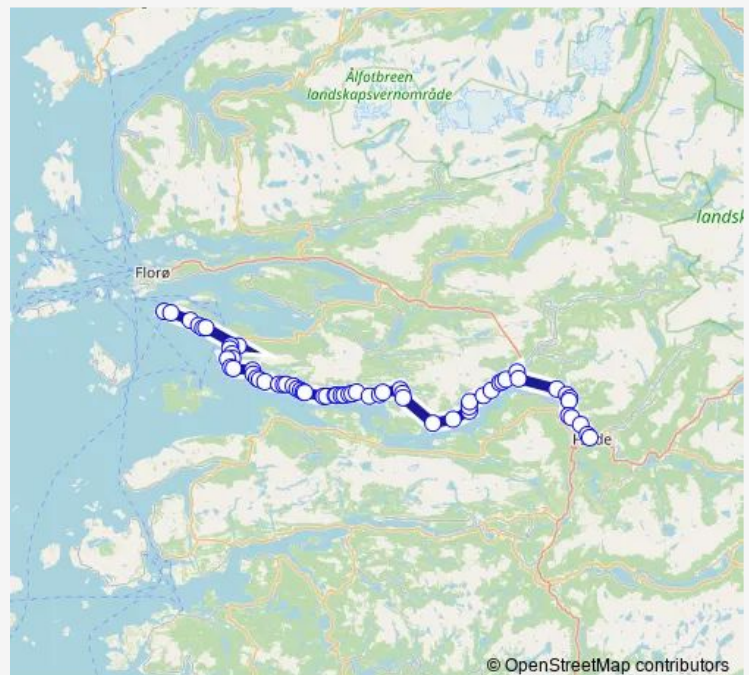 Ålfotbreen
landskapsvernområde
landsk
Florø
© OpenStreetMap contributors